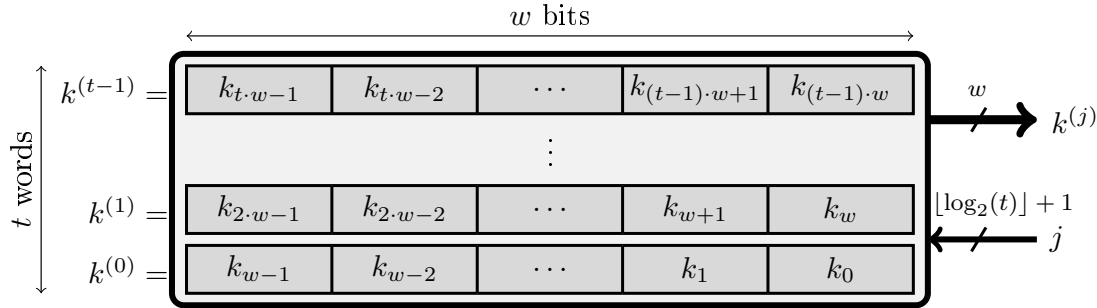 w bits
k^{(t−1)} = k_{t·w−1} k_{t·w−2} ⋯ k_{(t−1)·w+1} k_{(t−1)·w}
w
k^{(j)}
⋮
t words
k^{(1)} = k_{2·w−1} k_{2·w−2} ⋯ k_{w+1} k_w
⌊log_2(t)⌋ + 1
j
k^{(0)} = k_{w−1} k_{w−2} ⋯ k_1 k_0